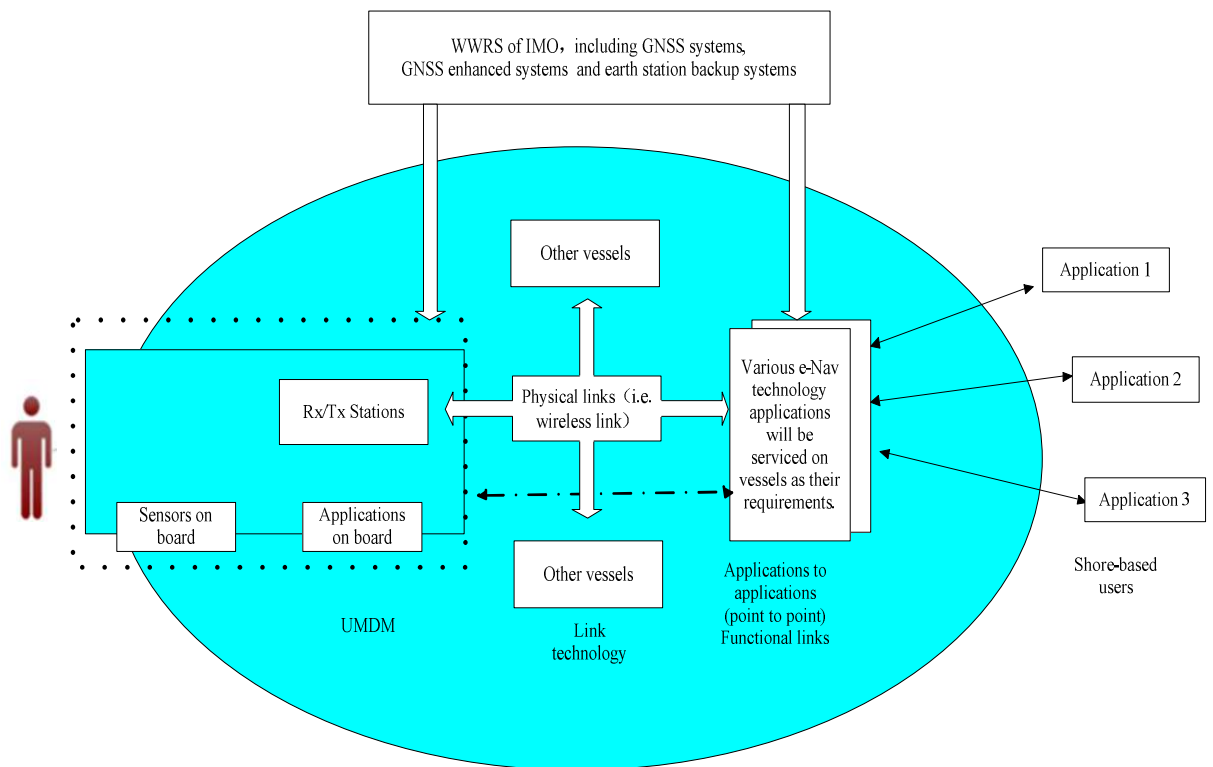 WWRS of IMO，including GNSS systems,
GNSS enhanced systems and earth station backup systems
Other vessels
Application 1
Rx/Tx Stations
Physical links（i.e.
wireless link）
Various e-Nav
technology
applications
will be
serviced on
vessels as their
requirements.
Application 2
Sensors on
board
Applications
on board
Application 3
Other vessels
Applications to
applications
(point to point)
Functional links
Shore-based
users
UMDM
Link
technology